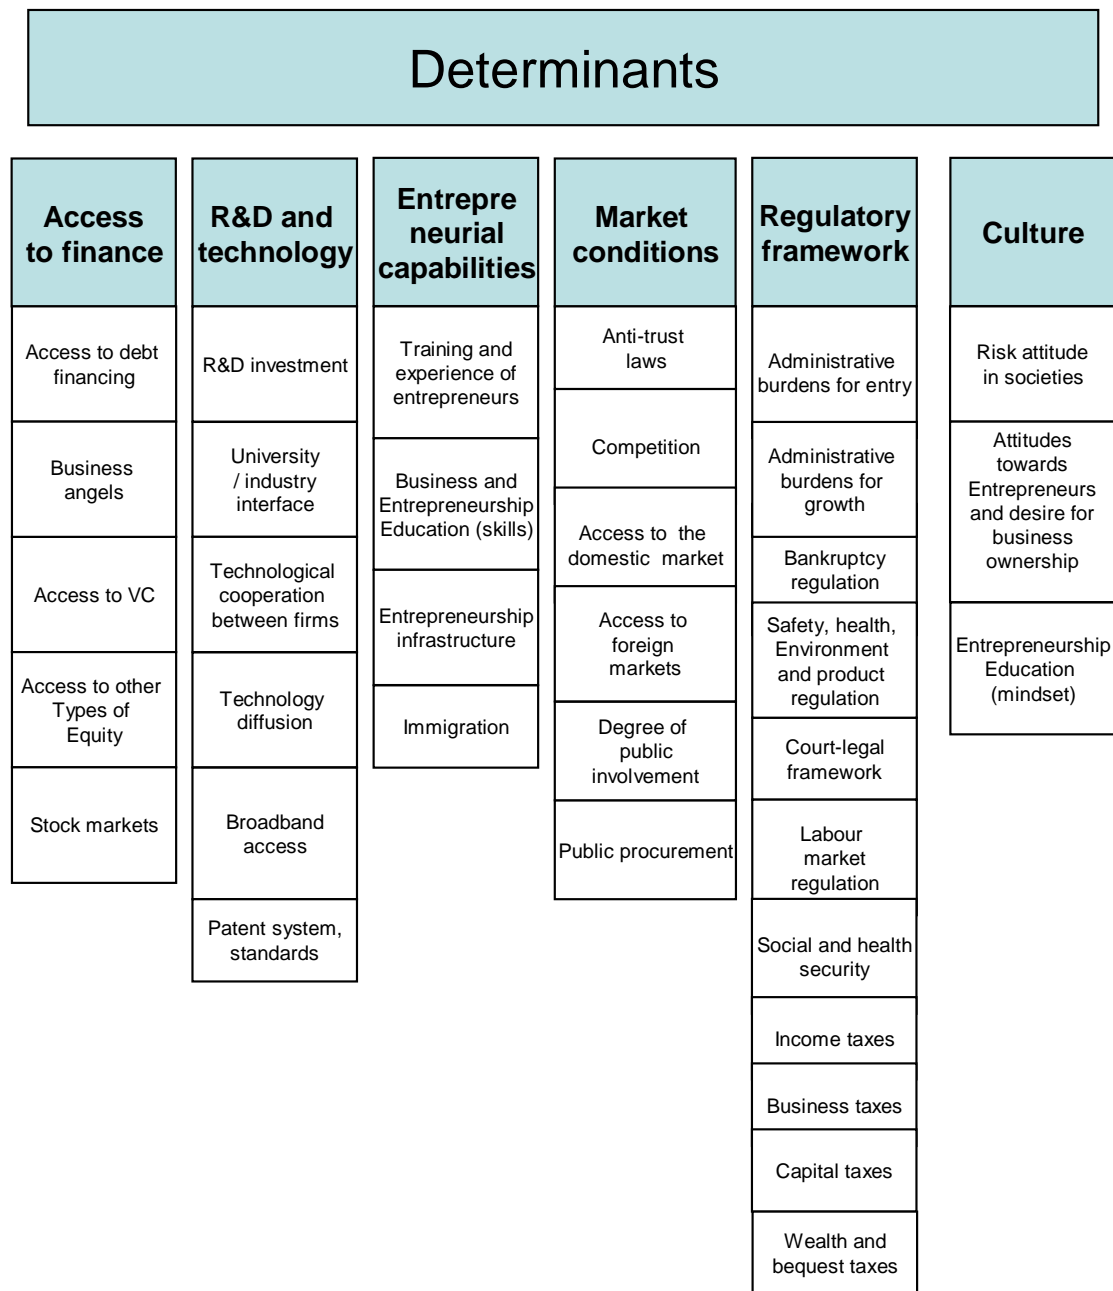 Determinants
Access
to finance
Access to debt
financing
Business
angels
Access to VC
Access to other
Types of
Equity
Stock markets
R&D and
technology
R&D investment
University
/ industry
interface
Technological
cooperation
between firms
Technology
diffusion
Broadband
access
Patent system,
standards
Entrepre
neurial
capabilities
Training and
experience of
entrepreneurs
Business and
Entrepreneurship
Education (skills)
Entrepreneurship
infrastructure
Immigration
Market
conditions
Anti-trust
laws
Competition
Access to the
domestic market
Access to
foreign
markets
Degree of
public
involvement
Public procurement
Regulatory
framework
Administrative
burdens for entry
Administrative
burdens for
growth
Bankruptcy
regulation
Safety, health,
Environment
and product
regulation
Court-legal
framework
Labour
market
regulation
Social and health
security
Income taxes
Business taxes
Capital taxes
Wealth and
bequest taxes
Culture
Risk attitude
in societies
Attitudes
towards
Entrepreneurs
and desire for
business
ownership
Entrepreneurship
Education
(mindset)